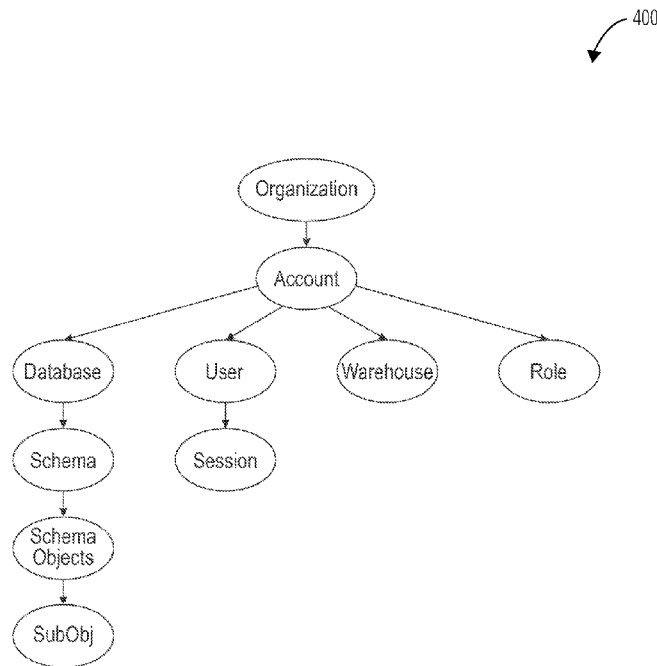 400
Organization
Account
Database
User
Warehouse
Role
Schema
Session
Schema
Objects
SubObj